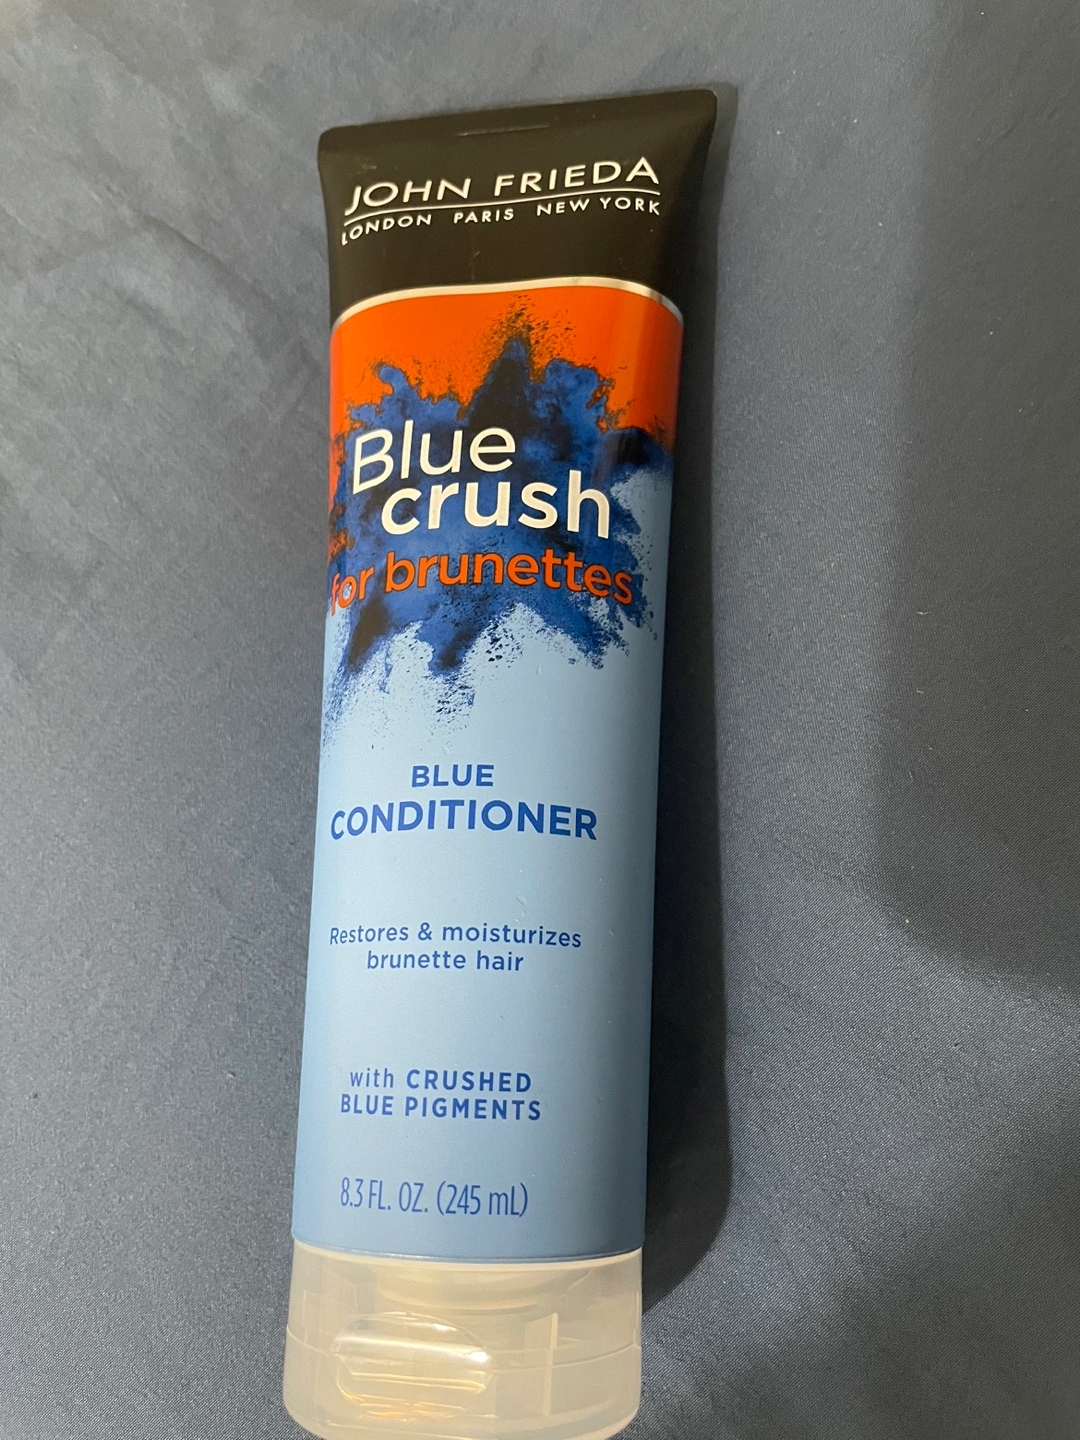 JOHN FRIEDA
LONDON PARIS NEW YORK
Blue
crush
for brunettes
BLUE
CONDITIONER
Restores & moisturizes
brunette hair
with CRUSHED
BLUE PIGMENTS
8.3 FL. OZ. (245 mL)